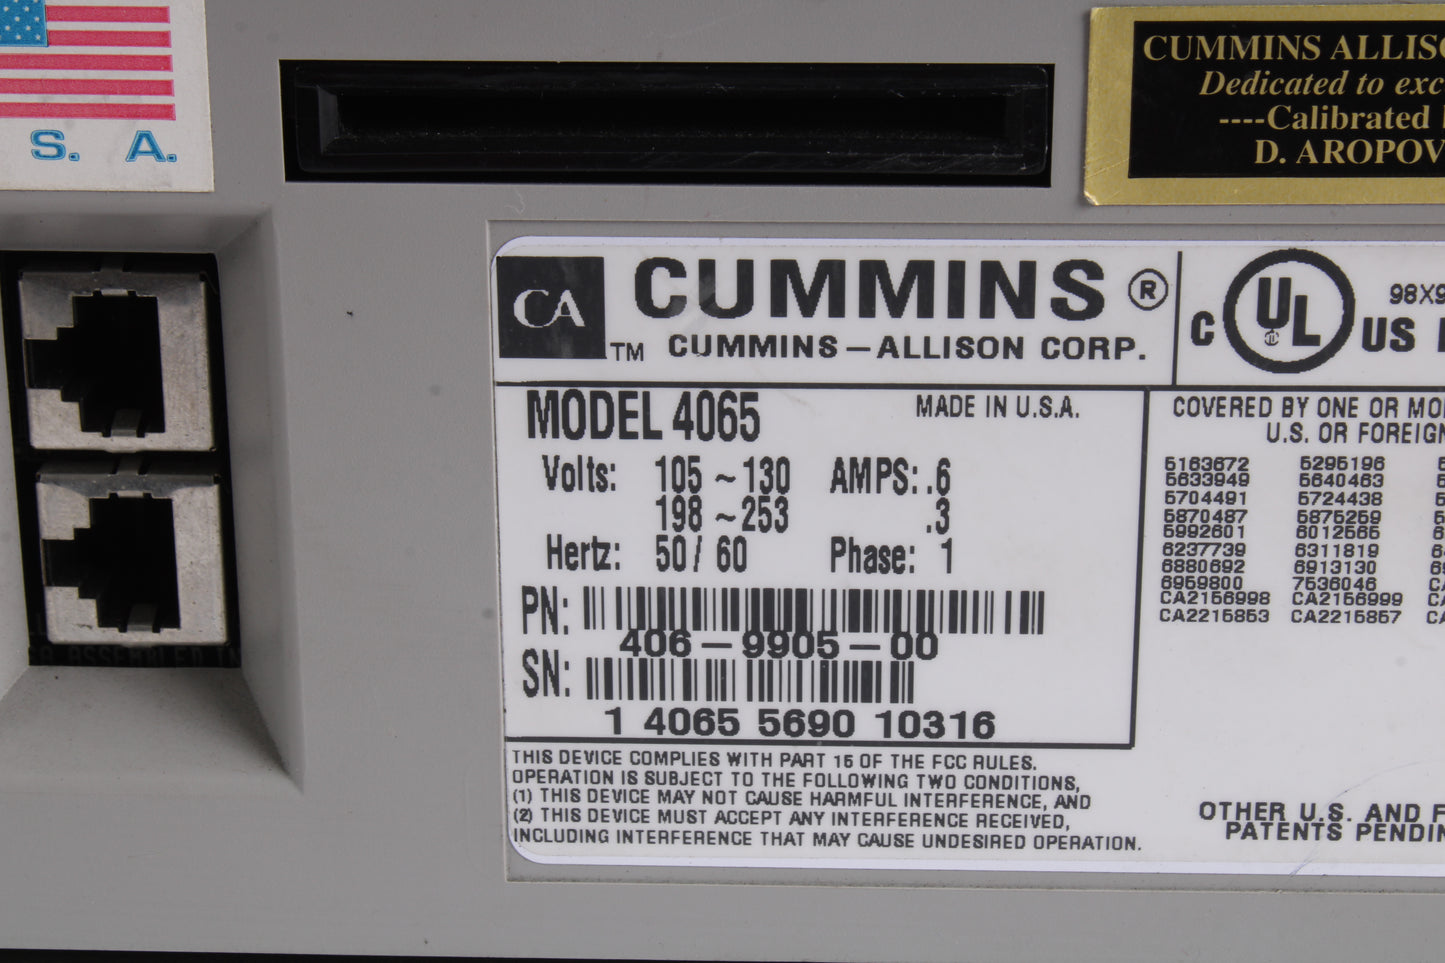 S. A.
CUMMINS ALLISO
Dedicated to exc
----Calibrated
D. AROPOV
CA
CUMMINS ®
TM CUMMINS-ALLISON CORP.
C UL US
98X9
MODEL 4065 MADE IN U.S.A.
Volts: 105 ~ 130 AMPS: .6
198 ~ 253 .3
Hertz: 50 / 60 Phase: 1
PN:
406-9905-00
SN:
1 4065 5690 10316
COVERED BY ONE OR MO
U.S. OR FOREIGN
5163672 5295196
5633949 5640463
5704491 5724438
5870487 5875259
5992601 6012565
6237739 6311819
6880692 6913130
6959800 7536046 CA
CA2156998 CA2156999 CA
CA2215853 CA2215857 CA
OTHER U.S. AND F
PATENTS PENDIN
THIS DEVICE COMPLIES WITH PART 15 OF THE FCC RULES.
OPERATION IS SUBJECT TO THE FOLLOWING TWO CONDITIONS,
(1) THIS DEVICE MAY NOT CAUSE HARMFUL INTERFERENCE, AND
(2) THIS DEVICE MUST ACCEPT ANY INTERFERENCE RECEIVED,
INCLUDING INTERFERENCE THAT MAY CAUSE UNDESIRED OPERATION.